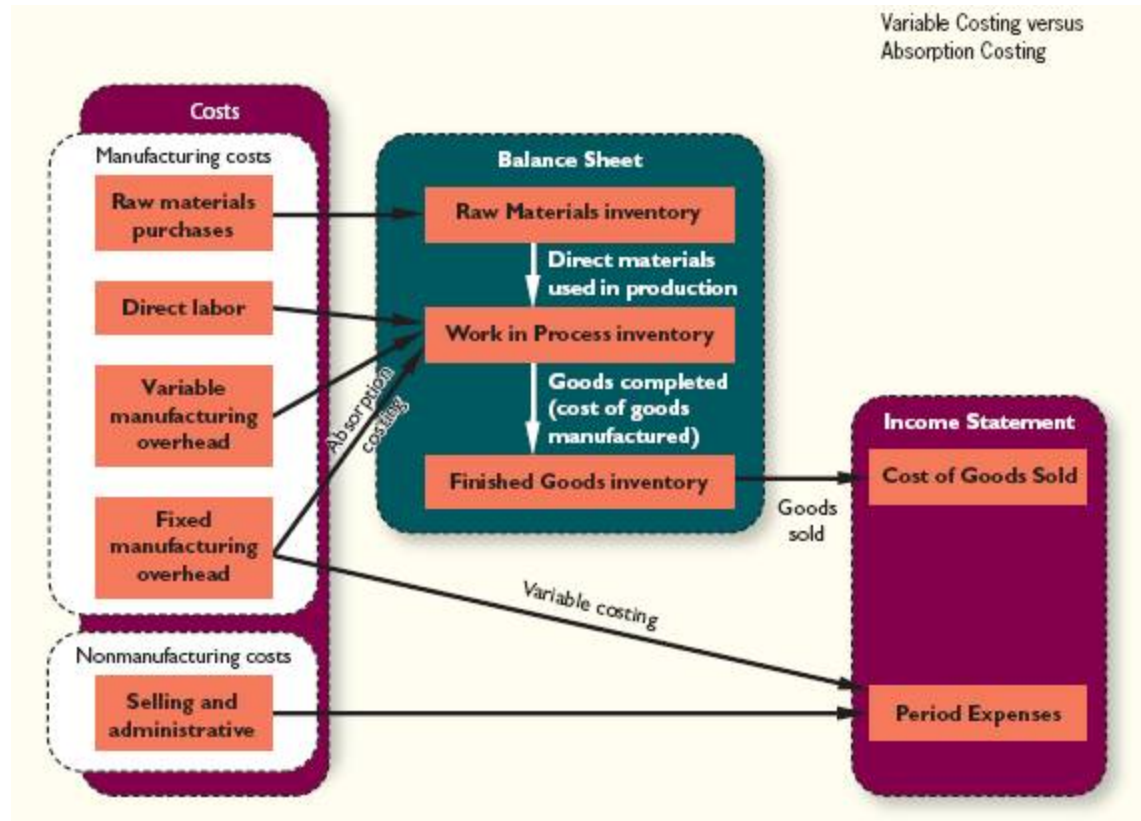 Variable Costing versus
Absorption Costing
Costs
Manufacturing costs
Raw materials
purchases
Direct labor
Variable
manufacturing
overhead
Fixed
manufacturing
overhead
Nonmanufacturing costs
Selling and
administrative
Absorption
costing
Variable costing
Balance Sheet
Raw Materials inventory
Direct materials
used in production
Work in Process inventory
Goods completed
(cost of goods
manufactured)
Finished Goods inventory
Goods
sold
Income Statement
Cost of Goods Sold
Period Expenses